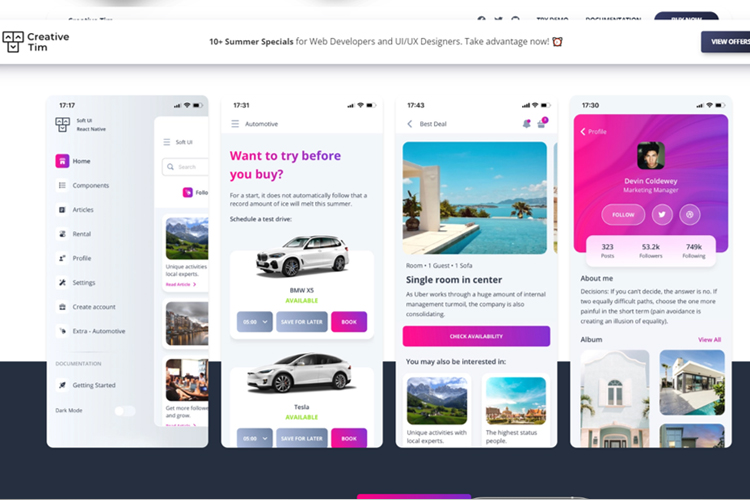 Creative Tim
TRY DEMO
DOCUMENTATION
BUY NOW
Creative
Tim
10+ Summer Specials for Web Developers and UI/UX Designers. Take advantage now!
VIEW OFFERS
17:17
Soft UI
React Native
Home
Components
Articles
Rental
Profile
Settings
Create account
Extra - Automotive
DOCUMENTATION
Getting Started
Dark Mode
Soft UI
Search
Follo
Unique activities
local experts.
Read Article
Get more followe
and grow.
Read Article
17:31
Automotive
Want to try before
you buy?
For a start, it does not automatically follow that a
record amount of ice will melt this summer.
Schedule a test drive:
BMW X5
AVAILABLE
05:00
SAVE FOR LATER
BOOK
Tesla
AVAILABLE
02:00
SAVE FOR LATER
BOOK
17:43
Best Deal
Room • 1 Guest • 1 Sofa
Single room in center
As Uber works through a huge amount of internal
management turmoil, the company is also
consolidating.
CHECK AVAILABILITY
You may also be interested in:
Unique activities with
local experts.
The highest status
people.
17:30
Profile
Devin Coldewey
Marketing Manager
FOLLOW
323
Posts
53.2k
Followers
749k
Following
About me
Decisions: If you can't decide, the answer is no. If
two equally difficult paths, choose the one more
painful in the short term (pain avoidance is
creating an illusion of equality).
Album
View All